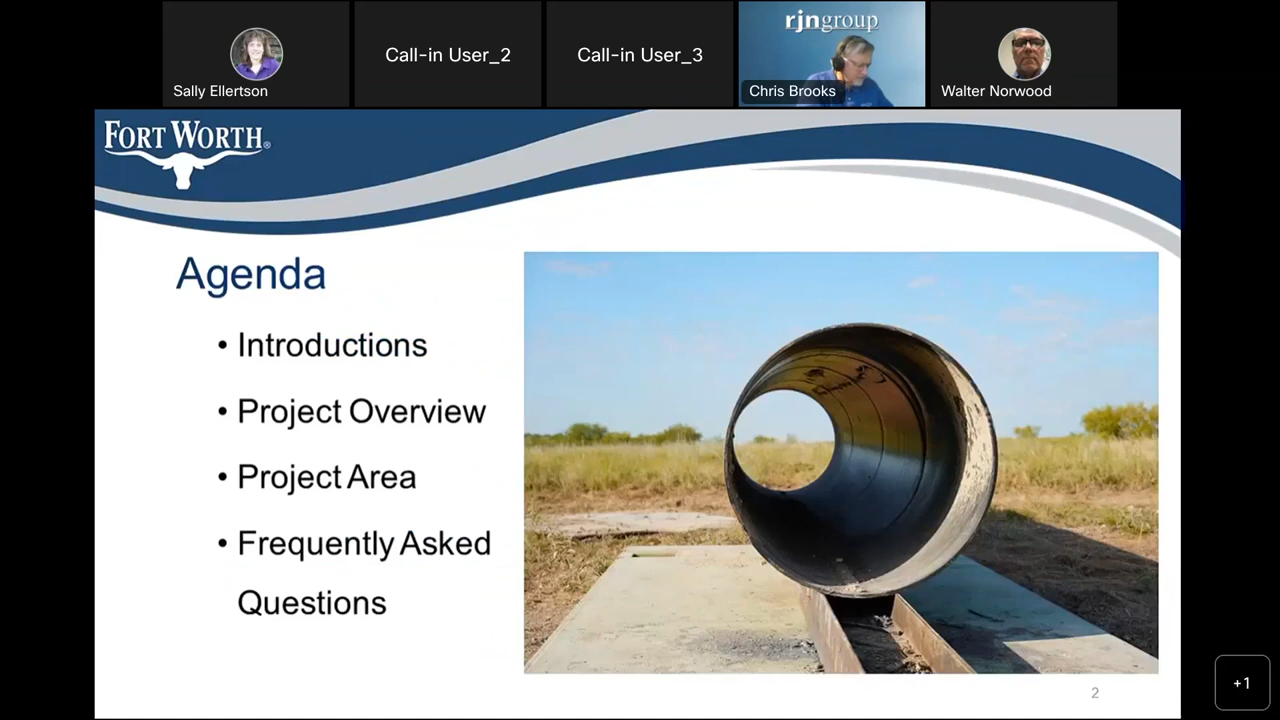 rjngroup
Call-in User_2
Call-in User_3
Sally Ellertson
Chris Brooks
Walter Norwood
FORT WORTH®
Agenda
• Introductions
• Project Overview
• Project Area
• Frequently Asked
Questions
2
+1